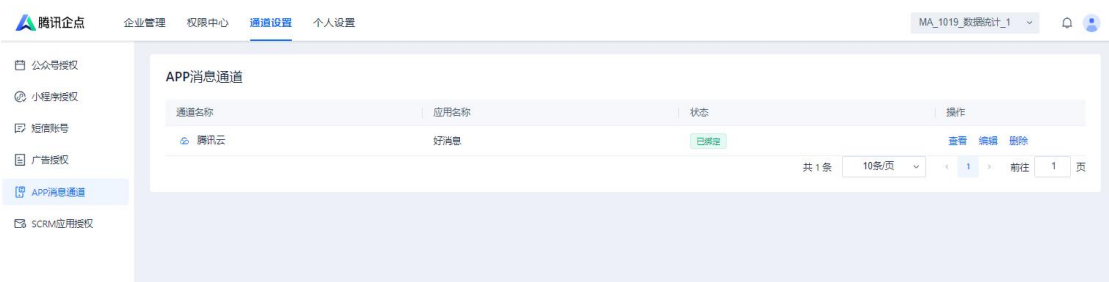 腾讯企点 企业管理 权限中心 通道设置 个人设置 MA_1019_数据统计_1
公众号授权
小程序授权
短信账号
广告授权
APP消息通道
SCRM应用授权
APP消息通道
通道名称 应用名称 状态 操作
腾讯云 好消息 已绑定 查看 编辑 删除
共 1 条 10条/页 1 前往 1 页